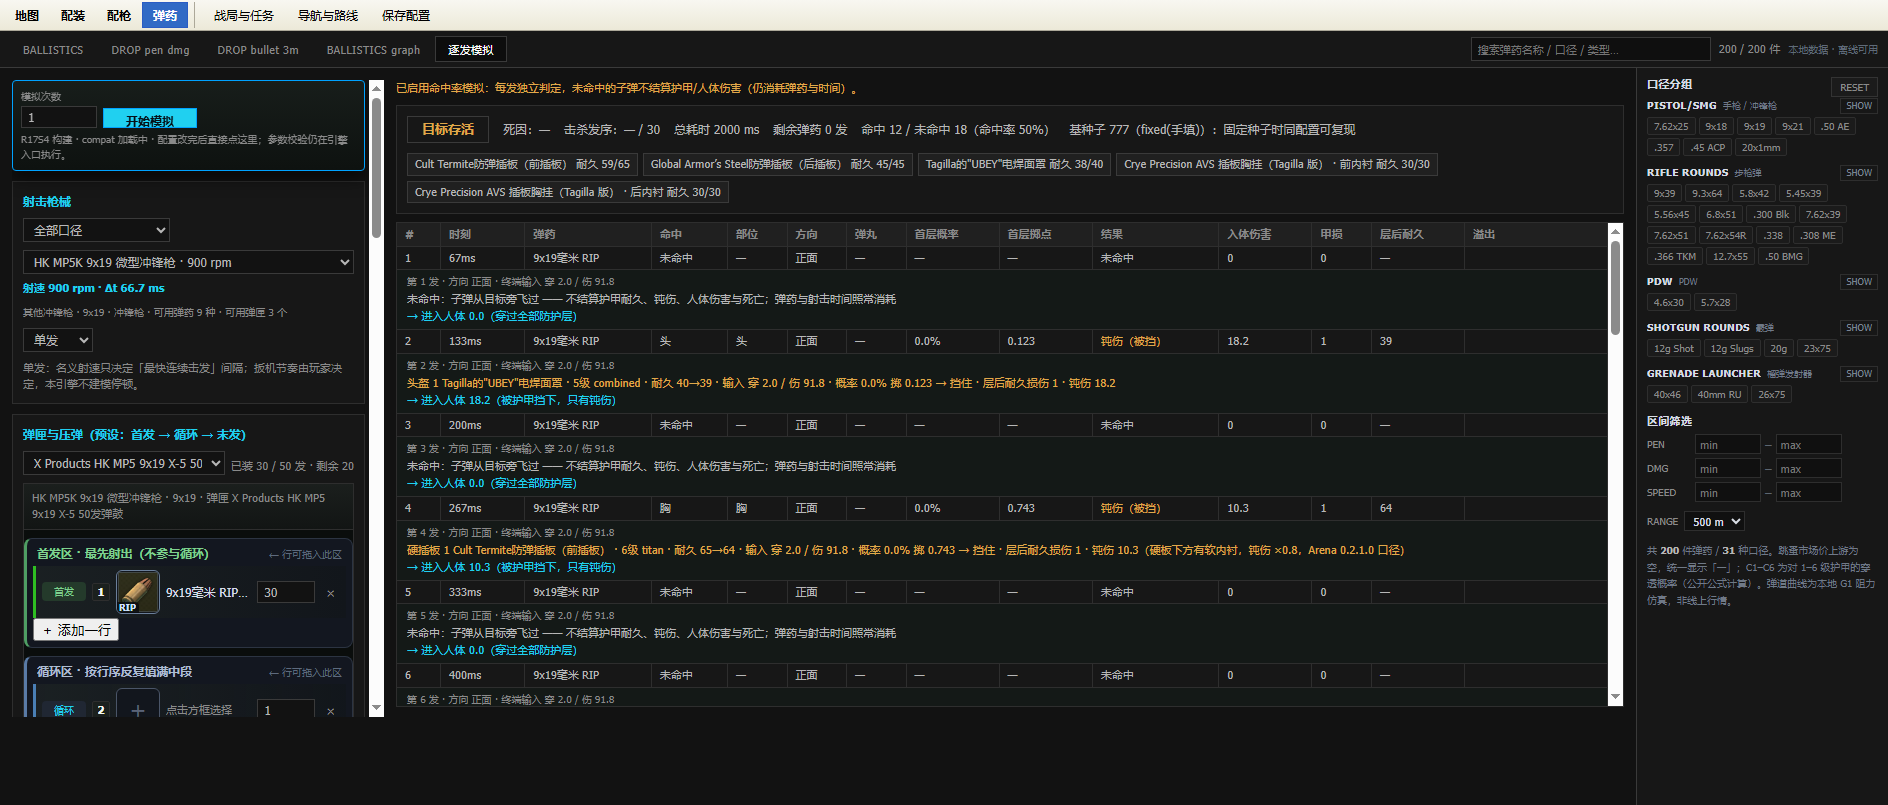 地图 配装 配枪 弹药 战局与任务 导航与路线 保存配置
BALLISTICS DROP pen dmg DROP bullet 3m BALLISTICS graph 逐发模拟
搜索弹药名称 / 口径 / 类型... 200 / 200 件 本地数据 · 离线可用
模拟次数
1 开始模拟
R1754 构建 · compat 加载中 · 配置改完后直接点这里；参数校验仍在引擎
入口执行。
射击枪械
全部口径
HK MP5K 9x19 微型冲锋枪 · 900 rpm
射速 900 rpm · Δt 66.7 ms
其他冲锋枪 · 9x19 · 冲锋枪 · 可用弹药 9 种 · 可用弹匣 3 个
单发
单发：名义射速只决定「最快连续击发」间隔；扳机节奏由玩家决
定，本引擎不建模停顿。
弹匣与压弹（预设：首发 → 循环 → 末发）
X Products HK MP5 9x19 X-5 50 已装 30 / 50 发 · 剩余 20
HK MP5K 9x19 微型冲锋枪 · 9x19 · 弹匣 X Products HK MP5
9x19 X-5 50发弹鼓
首发区 · 最先射出（不参与循环） ← 行可拖入此区
首发 1 RIP 9x19毫米 RIP... 30 ×
+ 添加一行
循环区 · 按行序反复填满中段 ← 行可拖入此区
循环 2 + 点击方框选择 1 ×
已启用命中率模拟：每发独立判定，未命中的子弹不结算护甲/人体伤害（仍消耗弹药与时间）。
目标存活 死因：— 击杀发序：— / 30 总耗时 2000 ms 剩余弹药 0 发 命中 12 / 未命中 18（命中率 50%） 基种子 777（fixed(手填)）：固定种子时同配置可复现
Cult Termite防弹插板（前插板） 耐久 59/65 Global Armor's Steel防弹插板（后插板） 耐久 45/45 Tagilla的"UBEY"电焊面罩 耐久 38/40 Crye Precision AVS 插板胸挂（Tagilla 版） · 前内衬 耐久 30/30
Crye Precision AVS 插板胸挂（Tagilla 版） · 后内衬 耐久 30/30
# 时刻 弹药 命中 部位 方向 弹丸 首层概率 首层掷点 结果 入体伤害 甲损 层后耐久 溢出
1 67ms 9x19毫米 RIP 未命中 — 正面 — — — 未命中 0 0 —
第 1 发 · 方向 正面 · 终端输入 穿 2.0 / 伤 91.8
未命中：子弹从目标旁飞过 —— 不结算护甲耐久、钝伤、人体伤害与死亡；弹药与射击时间照常消耗
→ 进入人体 0.0（穿过全部防护层）
2 133ms 9x19毫米 RIP 头 头 正面 — 0.0% 0.123 钝伤（被挡） 18.2 1 39
第 2 发 · 方向 正面 · 终端输入 穿 2.0 / 伤 91.8
头盔 1 Tagilla的"UBEY"电焊面罩 · 5级 combined · 耐久 40→39 · 输入 穿 2.0 / 伤 91.8 · 概率 0.0% 掷 0.123 → 挡住 · 层后耐久损伤 1 · 钝伤 18.2
→ 进入人体 18.2（被护甲挡下，只有钝伤）
3 200ms 9x19毫米 RIP 未命中 — 正面 — — — 未命中 0 0 —
第 3 发 · 方向 正面 · 终端输入 穿 2.0 / 伤 91.8
未命中：子弹从目标旁飞过 —— 不结算护甲耐久、钝伤、人体伤害与死亡；弹药与射击时间照常消耗
→ 进入人体 0.0（穿过全部防护层）
4 267ms 9x19毫米 RIP 胸 胸 正面 — 0.0% 0.743 钝伤（被挡） 10.3 1 64
第 4 发 · 方向 正面 · 终端输入 穿 2.0 / 伤 91.8
硬插板 1 Cult Termite防弹插板（前插板） · 6级 titan · 耐久 65→64 · 输入 穿 2.0 / 伤 91.8 · 概率 0.0% 掷 0.743 → 挡住 · 层后耐久损伤 1 · 钝伤 10.3（硬板下方有软内衬，钝伤 ×0.8，Arena 0.2.1.0 口径）
→ 进入人体 10.3（被护甲挡下，只有钝伤）
5 333ms 9x19毫米 RIP 未命中 — 正面 — — — 未命中 0 0 —
第 5 发 · 方向 正面 · 终端输入 穿 2.0 / 伤 91.8
未命中：子弹从目标旁飞过 —— 不结算护甲耐久、钝伤、人体伤害与死亡；弹药与射击时间照常消耗
→ 进入人体 0.0（穿过全部防护层）
6 400ms 9x19毫米 RIP 未命中 — 正面 — — — 未命中 0 0 —
第 6 发 · 方向 正面 · 终端输入 穿 2.0 / 伤 91.8
口径分组 RESET
PISTOL/SMG 手枪 / 冲锋枪 SHOW
7.62x25 9x18 9x19 9x21 .50 AE
.357 .45 ACP 20x1mm
RIFLE ROUNDS 步枪弹 SHOW
9x39 9.3x64 5.8x42 5.45x39
5.56x45 6.8x51 .300 Blk 7.62x39
7.62x51 7.62x54R .338 .308 ME
.366 TKM 12.7x55 .50 BMG
PDW PDW SHOW
4.6x30 5.7x28
SHOTGUN ROUNDS 霰弹 SHOW
12g Shot 12g Slugs 20g 23x75
GRENADE LAUNCHER 榴弹发射器 SHOW
40x46 40mm RU 26x75
区间筛选
PEN min — max
DMG min — max
SPEED min — max
RANGE 500 m
共 200 件弹药 / 31 种口径。跳蚤市场价上游为
空，统一显示「—」；C1–C6 为对 1–6 级护甲的穿
透概率（公开公式计算）。弹道曲线为本地 G1 阻力
仿真，非线上行情。